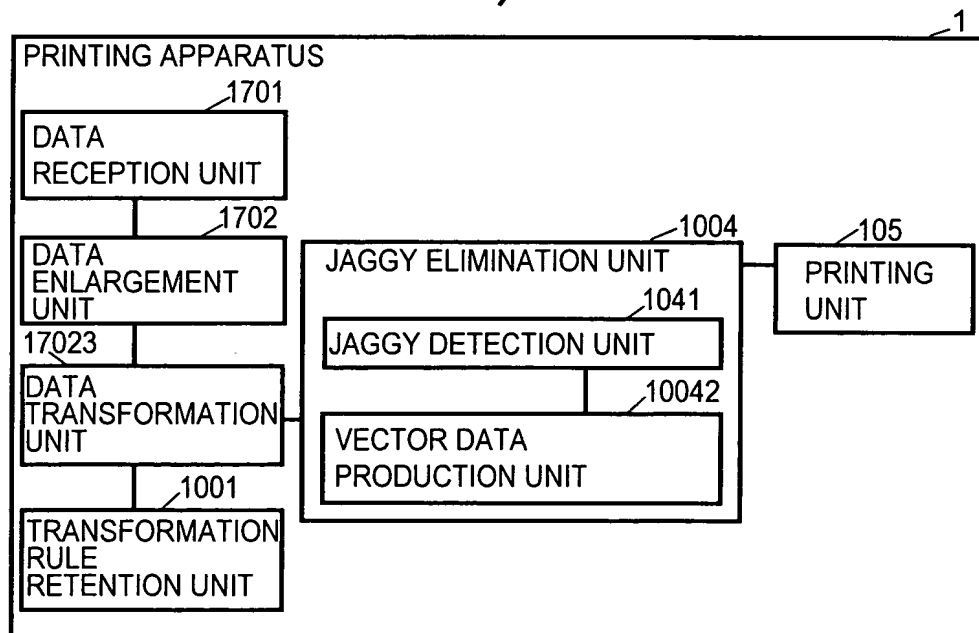 1
PRINTING APPARATUS
1701
DATA
RECEPTION UNIT
1702
DATA
ENLARGEMENT
UNIT
17023
DATA
TRANSFORMATION
UNIT
1001
TRANSFORMATION
RULE
RETENTION UNIT
1004
JAGGY ELIMINATION UNIT
1041
JAGGY DETECTION UNIT
10042
VECTOR DATA
PRODUCTION UNIT
105
PRINTING
UNIT